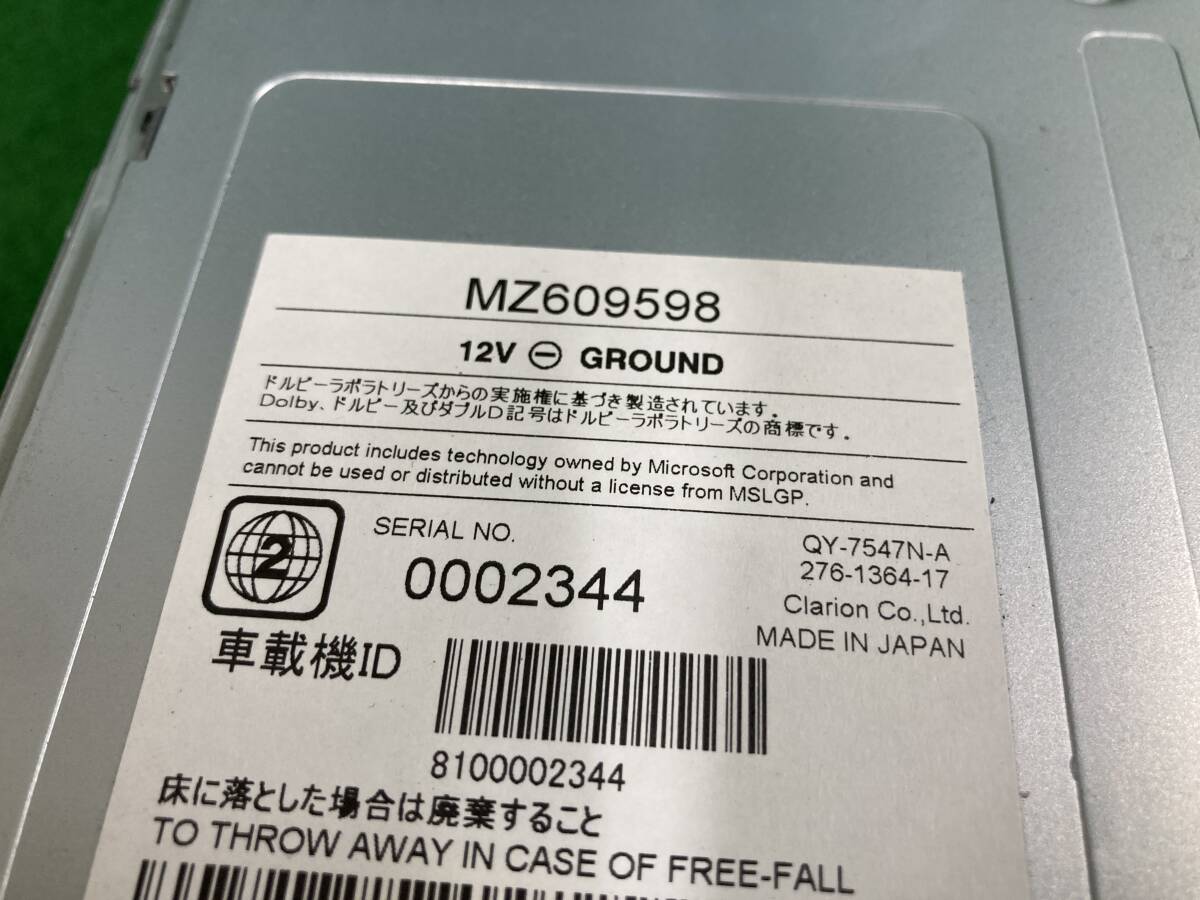 MZ609598
12V ⊖ GROUND
ドルビーラボラトリーズからの実施権に基づき製造されています。
Dolby、ドルビー及びダブルD記号はドルビーラボラトリーズの商標です。
This product includes technology owned by Microsoft Corporation and
cannot be used or distributed without a license from MSLGP.
2
SERIAL NO.
0002344
QY-7547N-A
276-1364-17
Clarion Co.,Ltd.
MADE IN JAPAN
車載機ID
8100002344
床に落とした場合は廃棄すること
TO THROW AWAY IN CASE OF FREE-FALL